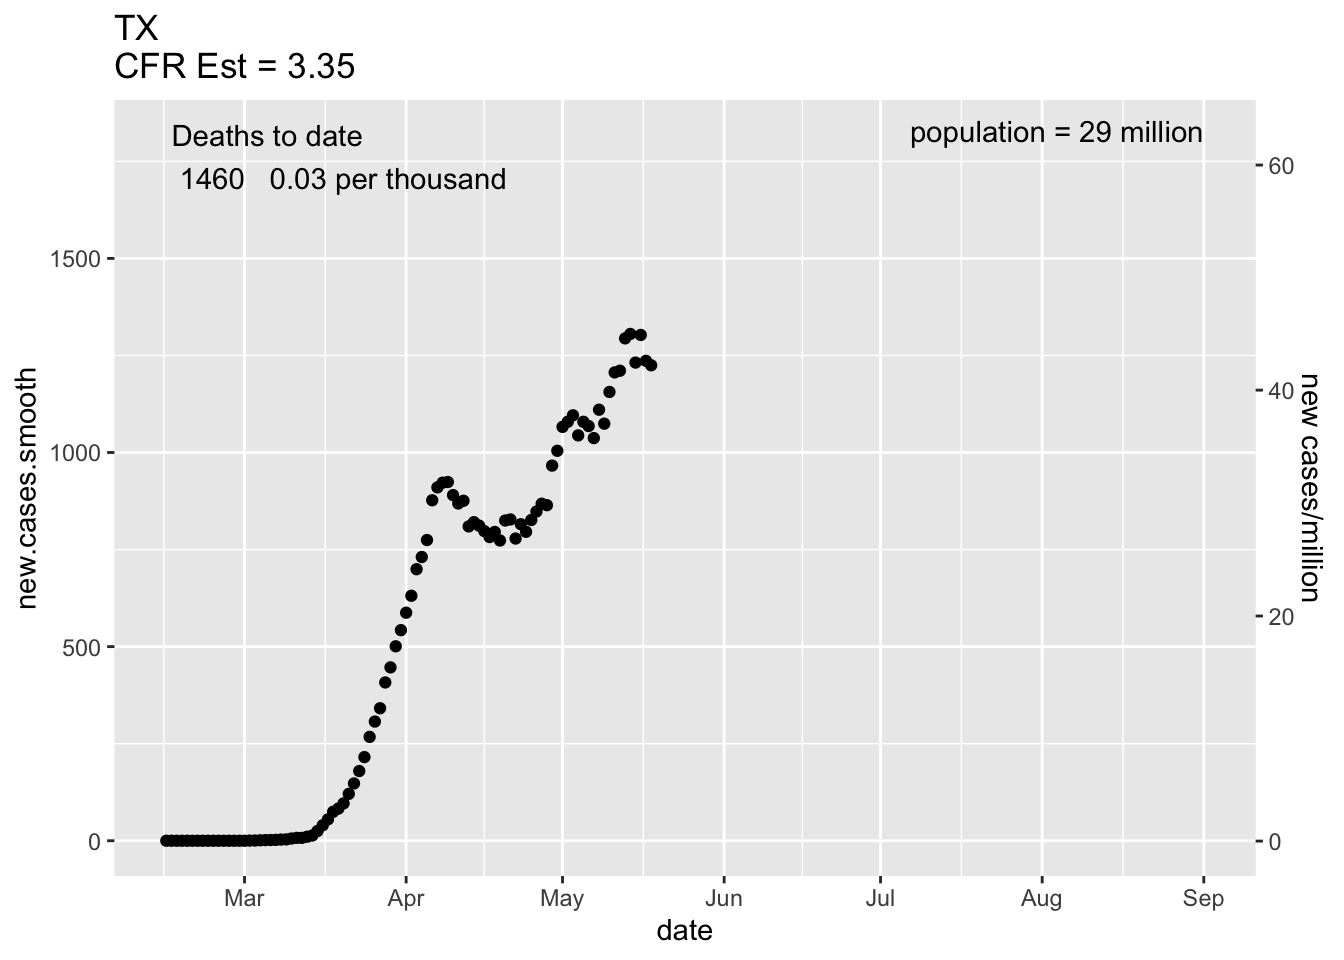 TX
CFR Est = 3.35
Deaths to date
population = 29 million
1460 0.03 per thousand
60
1500
40
1000
new.cases.smooth
new cases/million
20
500
0
0
Mar Apr May Jun Jul Aug Sep
date